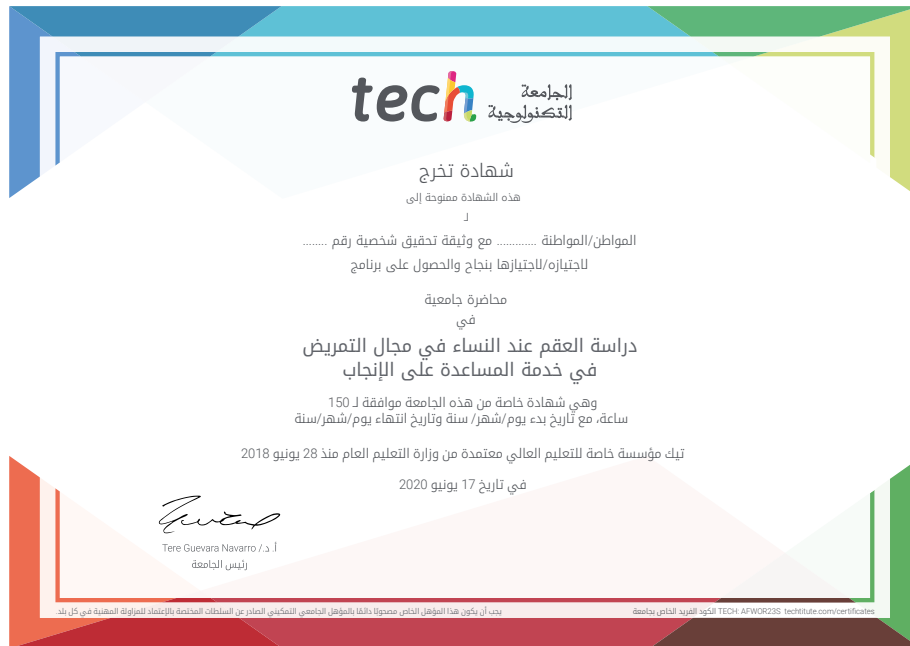 tech الجامعة
التكنولوجية
شهادة تخرج
هذه الشهادة ممنوحة إلى
لـ
المواطن/المواطنة ............ مع وثيقة تحقيق شخصية رقم ........
لاجتيازه/لاجتيازها بنجاح والحصول على برنامج
محاضرة جامعية
في
دراسة العقم عند النساء في مجال التمريض
في خدمة المساعدة على الإنجاب
وهي شهادة خاصة من هذه الجامعة موافقة لـ 150
ساعة، مع تاريخ بدء يوم/شهر/ سنة وتاريخ انتهاء يوم/شهر/سنة
تيك مؤسسة خاصة للتعليم العالي معتمدة من وزارة التعليم العام منذ 28 يونيو 2018
في تاريخ 17 يونيو 2020
أ. د./ Tere Guevara Navarro
رئيس الجامعة
يجب أن يكون هذا المؤهل الخاص مصحوبًا دائمًا بالمؤهل الجامعي التمكيني الصادر عن السلطات المختصة بالإعتماد للمزاولة المهنية في كل بلد.
الكود الفريد الخاص بجامعة TECH: AFWOR23S techtitute.com/certificates